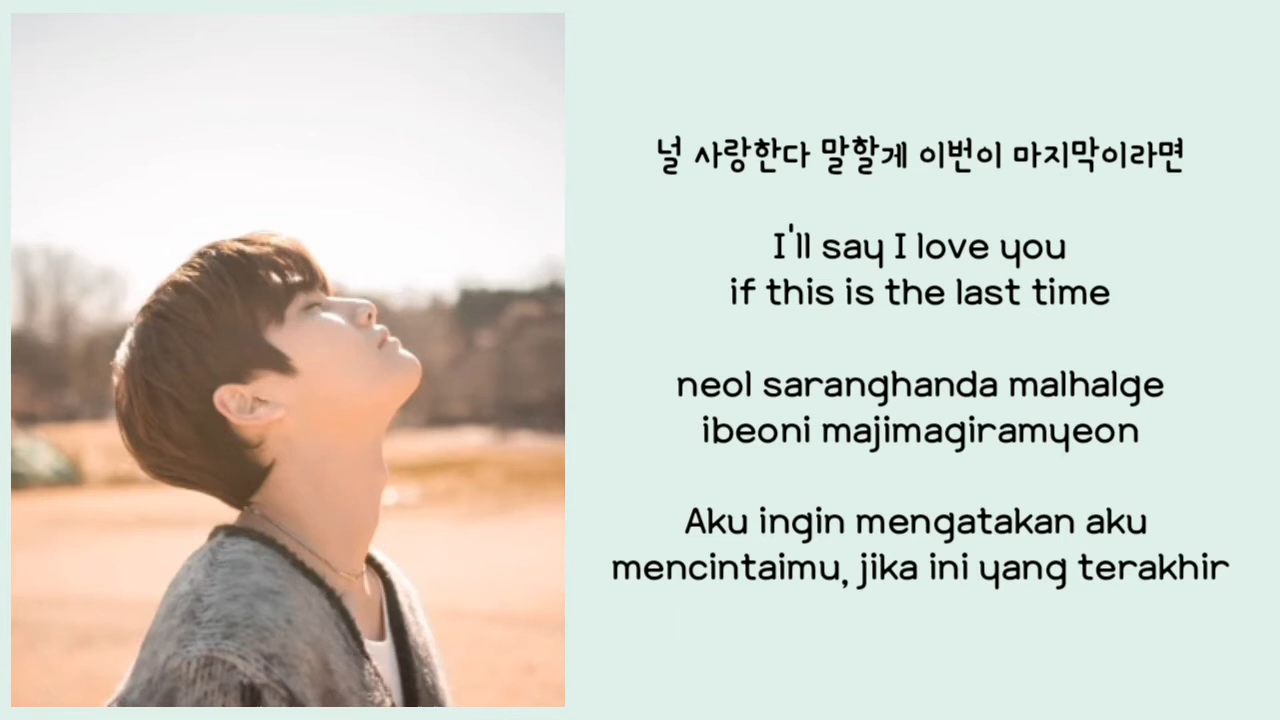 널 사랑한다 말할게 이번이 마지막이라면
I'll say I love you
if this is the last time
neol saranghanda malhalge
ibeoni majimagiramyeon
Aku ingin mengatakan aku
mencintaimu, jika ini yang terakhir